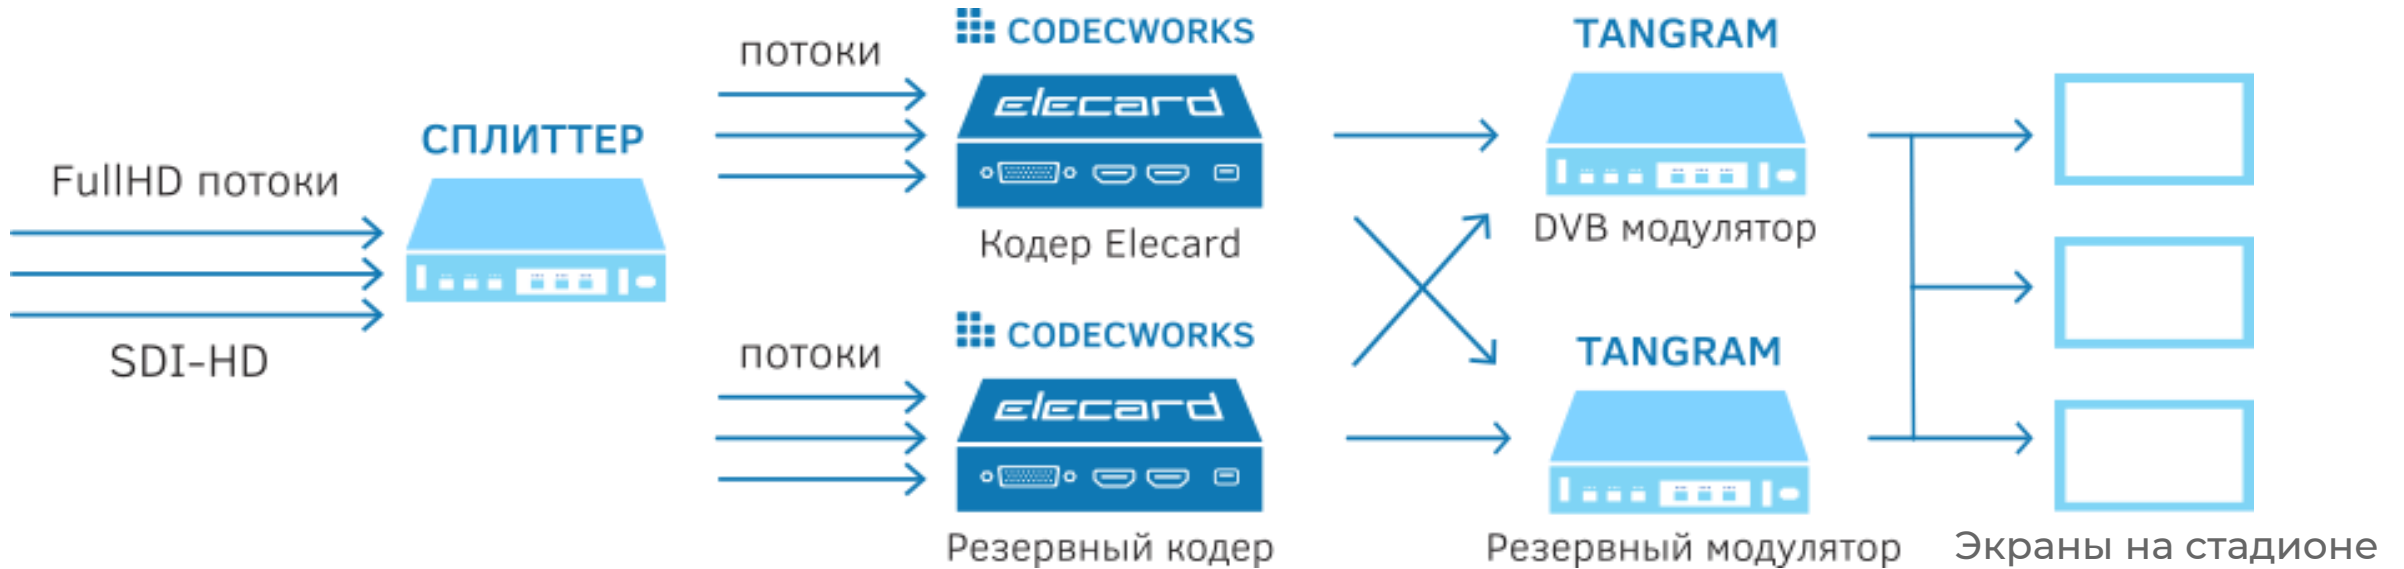 FullHD потоки
SDI-HD
СПЛИТТЕР
потоки
CODECWORKS
elecard
Кодер Elecard
потоки
CODECWORKS
elecard
Резервный кодер
TANGRAM
DVB модулятор
TANGRAM
Резервный модулятор
Экраны на стадионе